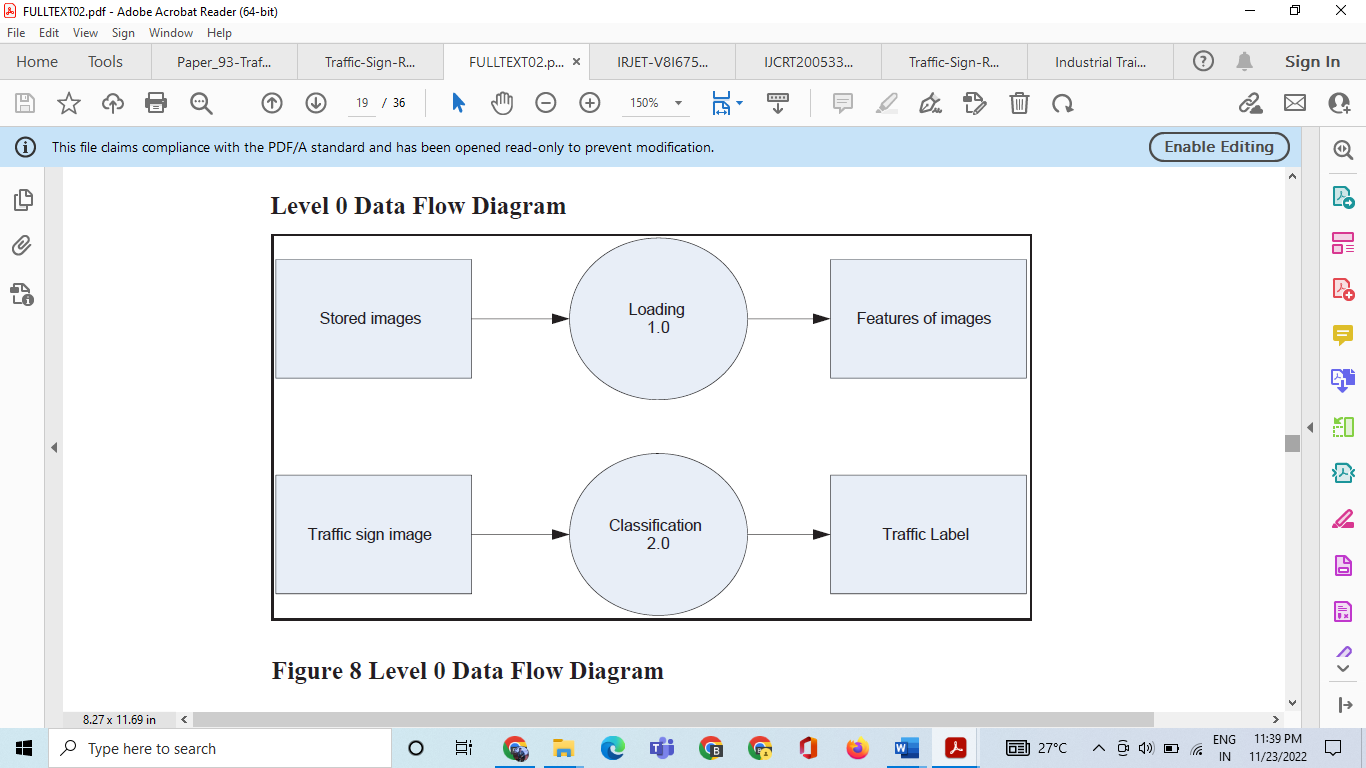 FULLTEXT02.pdf - Adobe Acrobat Reader (64-bit)
File Edit View Sign Window Help
Home Tools Paper_93-Traf... Traffic-Sign-R... FULLTEXT02.p... × IRJET-V8I675... IJCRT200533... Traffic-Sign-R... Industrial Trai... Sign In
19 / 36 150%
This file claims compliance with the PDF/A standard and has been opened read-only to prevent modification. Enable Editing
Level 0 Data Flow Diagram
Stored images
Loading
1.0
Features of images
Traffic sign image
Classification
2.0
Traffic Label
Figure 8 Level 0 Data Flow Diagram
8.27 x 11.69 in
Type here to search
27°C
ENG
IN
11:39 PM
11/23/2022